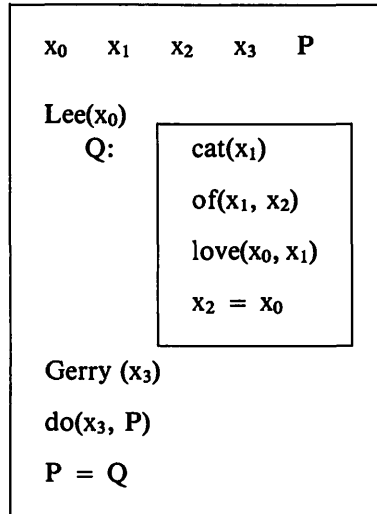 x₀ x₁ x₂ x₃ P
Lee(x₀)
Q: cat(x₁)
of(x₁, x₂)
love(x₀, x₁)
x₂ = x₀
Gerry (x₃)
do(x₃, P)
P = Q